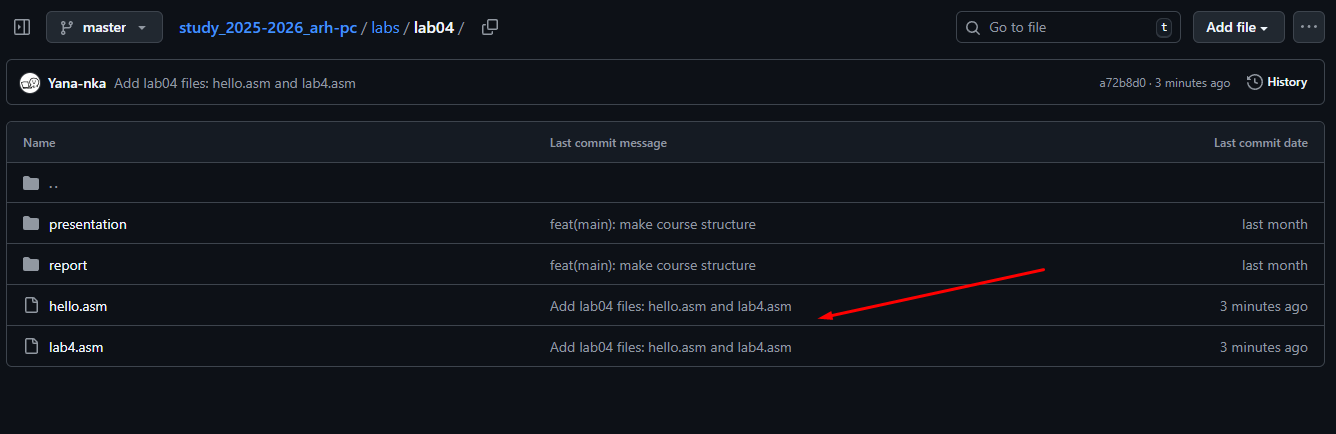 master study_2025-2026_arh-pc / labs / lab04 / Go to file t Add file
Yana-nka Add lab04 files: hello.asm and lab4.asm a72b8d0 · 3 minutes ago History
Name Last commit message Last commit date
..
presentation feat(main): make course structure last month
report feat(main): make course structure last month
hello.asm Add lab04 files: hello.asm and lab4.asm 3 minutes ago
lab4.asm Add lab04 files: hello.asm and lab4.asm 3 minutes ago